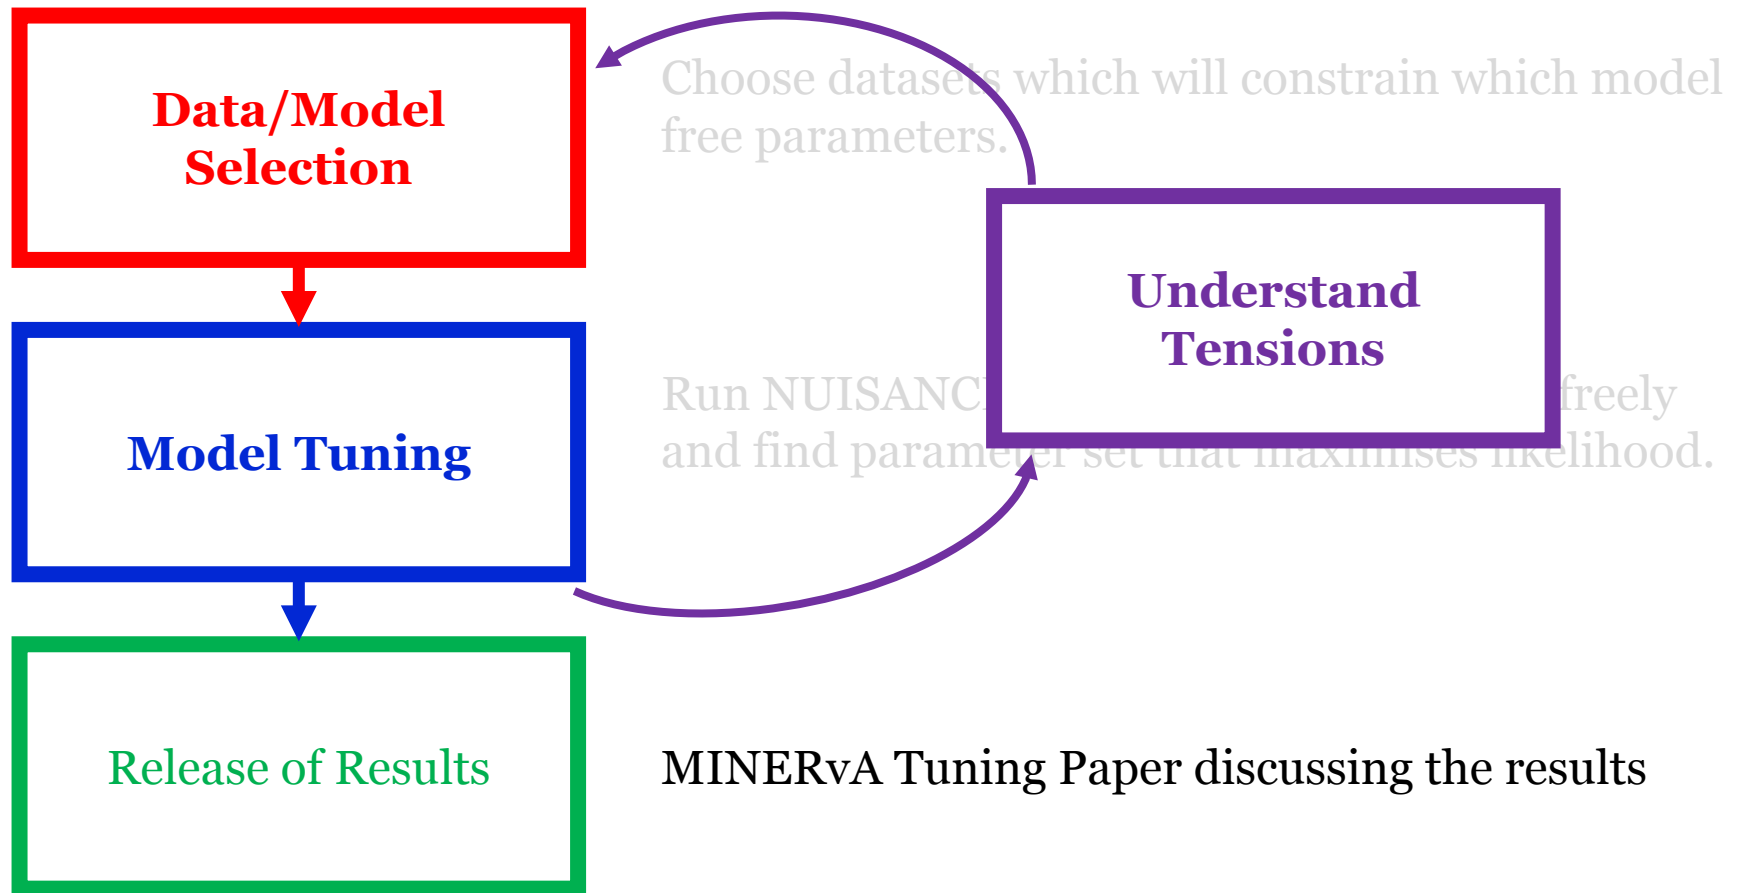 Data/Model
Selection
Choose datasets which will constrain which model
free parameters.
Understand
Tensions
Model Tuning
Run freely
and find parameter set that maximises likelihood.
Release of Results
MINERvA Tuning Paper discussing the results